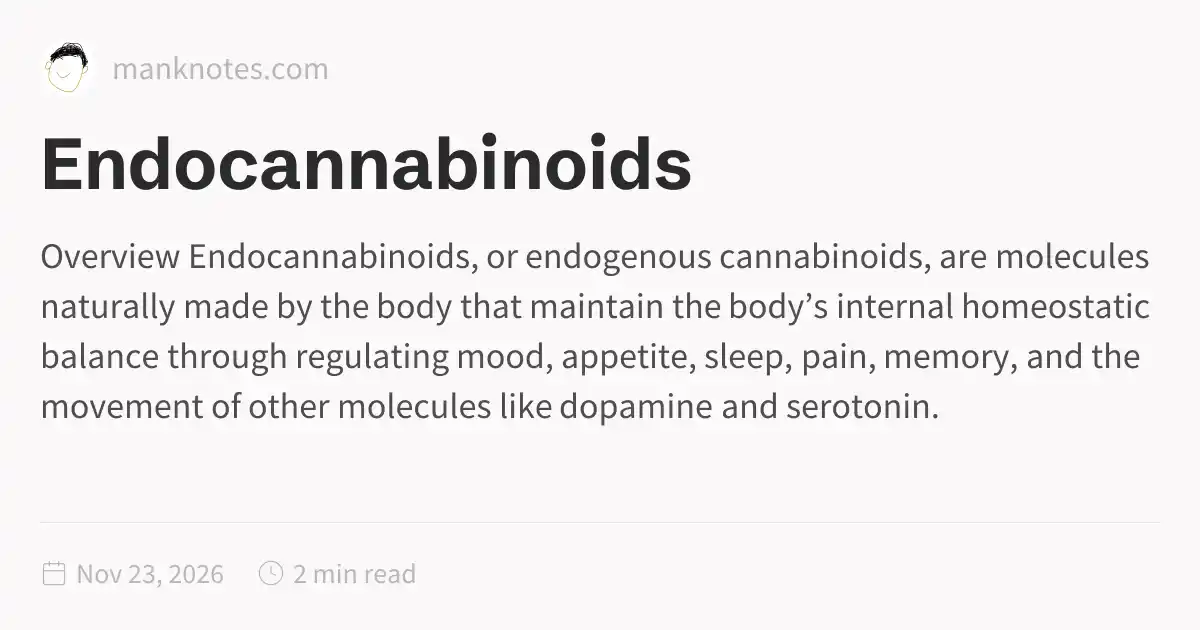 manknotes.com
Endocannabinoids
Overview Endocannabinoids, or endogenous cannabinoids, are molecules
naturally made by the body that maintain the body’s internal homeostatic
balance through regulating mood, appetite, sleep, pain, memory, and the
movement of other molecules like dopamine and serotonin.
Nov 23, 2026 2 min read